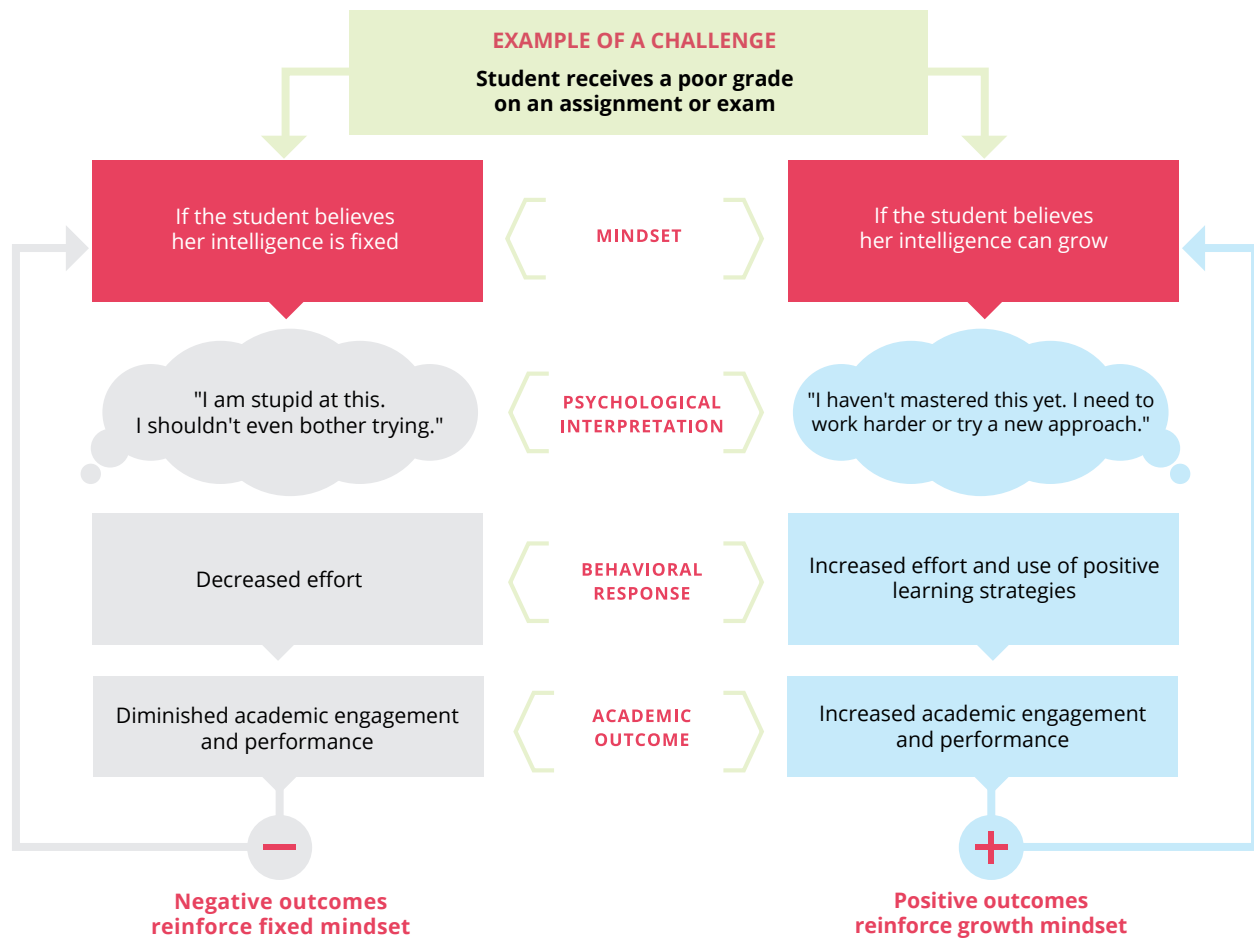 EXAMPLE OF A CHALLENGE
Student receives a poor grade
on an assignment or exam
If the student believes
her intelligence is fixed
MINDSET
If the student believes
her intelligence can grow
"I am stupid at this.
I shouldn't even bother trying."
PSYCHOLOGICAL
INTERPRETATION
"I haven't mastered this yet. I need to
work harder or try a new approach."
Decreased effort
BEHAVIORAL
RESPONSE
Increased effort and use of positive
learning strategies
Diminished academic engagement
and performance
ACADEMIC
OUTCOME
Increased academic engagement
and performance
Negative outcomes
reinforce fixed mindset
Positive outcomes
reinforce growth mindset